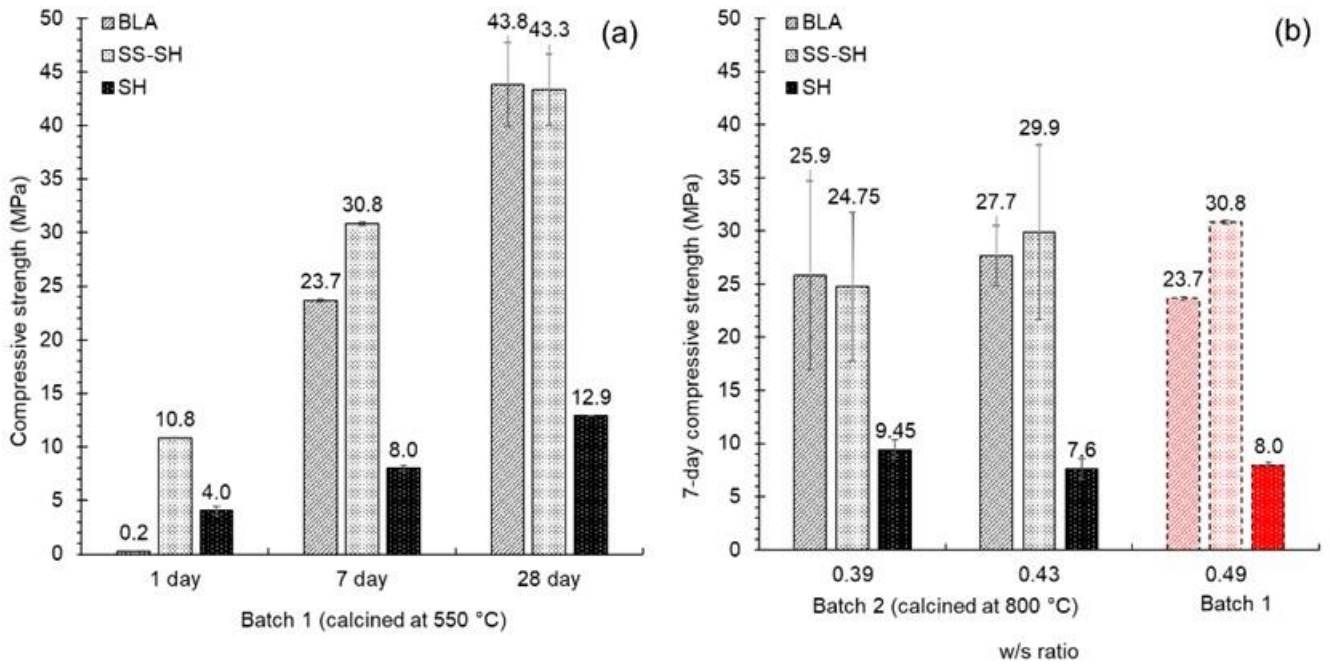 (a)
BLA
SS-SH
SH
Compressive strength (MPa)
50
45
40
35
30
25
20
15
10
5
0
0.2
10.8
4.0
23.7
30.8
8.0
43.8
43.3
12.9
1 day
7 day
28 day
Batch 1 (calcined at 550 °C)
(b)
BLA
SS-SH
SH
7-day compressive strength (MPa)
50
45
40
35
30
25
20
15
10
5
0
25.9
24.75
9.45
27.7
29.9
7.6
23.7
30.8
8.0
0.39
0.43
0.49
Batch 2 (calcined at 800 °C)
Batch 1
w/s ratio